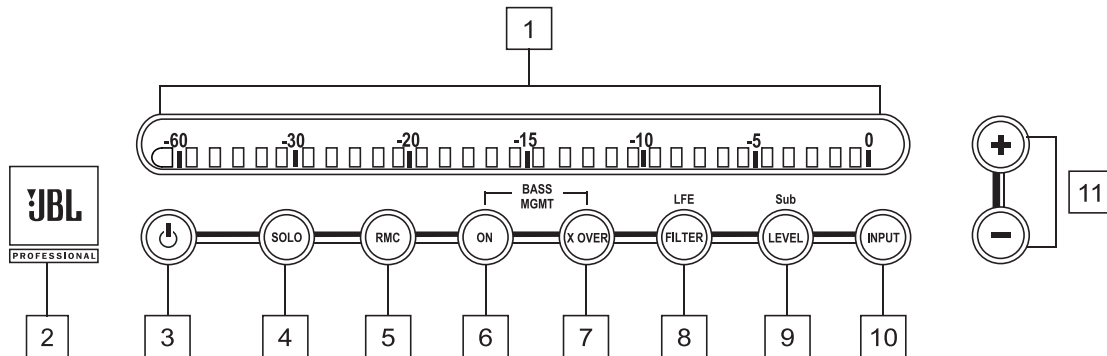 1
-60 -30 -20 -15 -10 -5 0
BASS
MGMT
LFE
Sub
JBL
PROFESSIONAL
SOLO
RMC
ON
X OVER
FILTER
LEVEL
INPUT
+
−
11
2
3
4
5
6
7
8
9
10